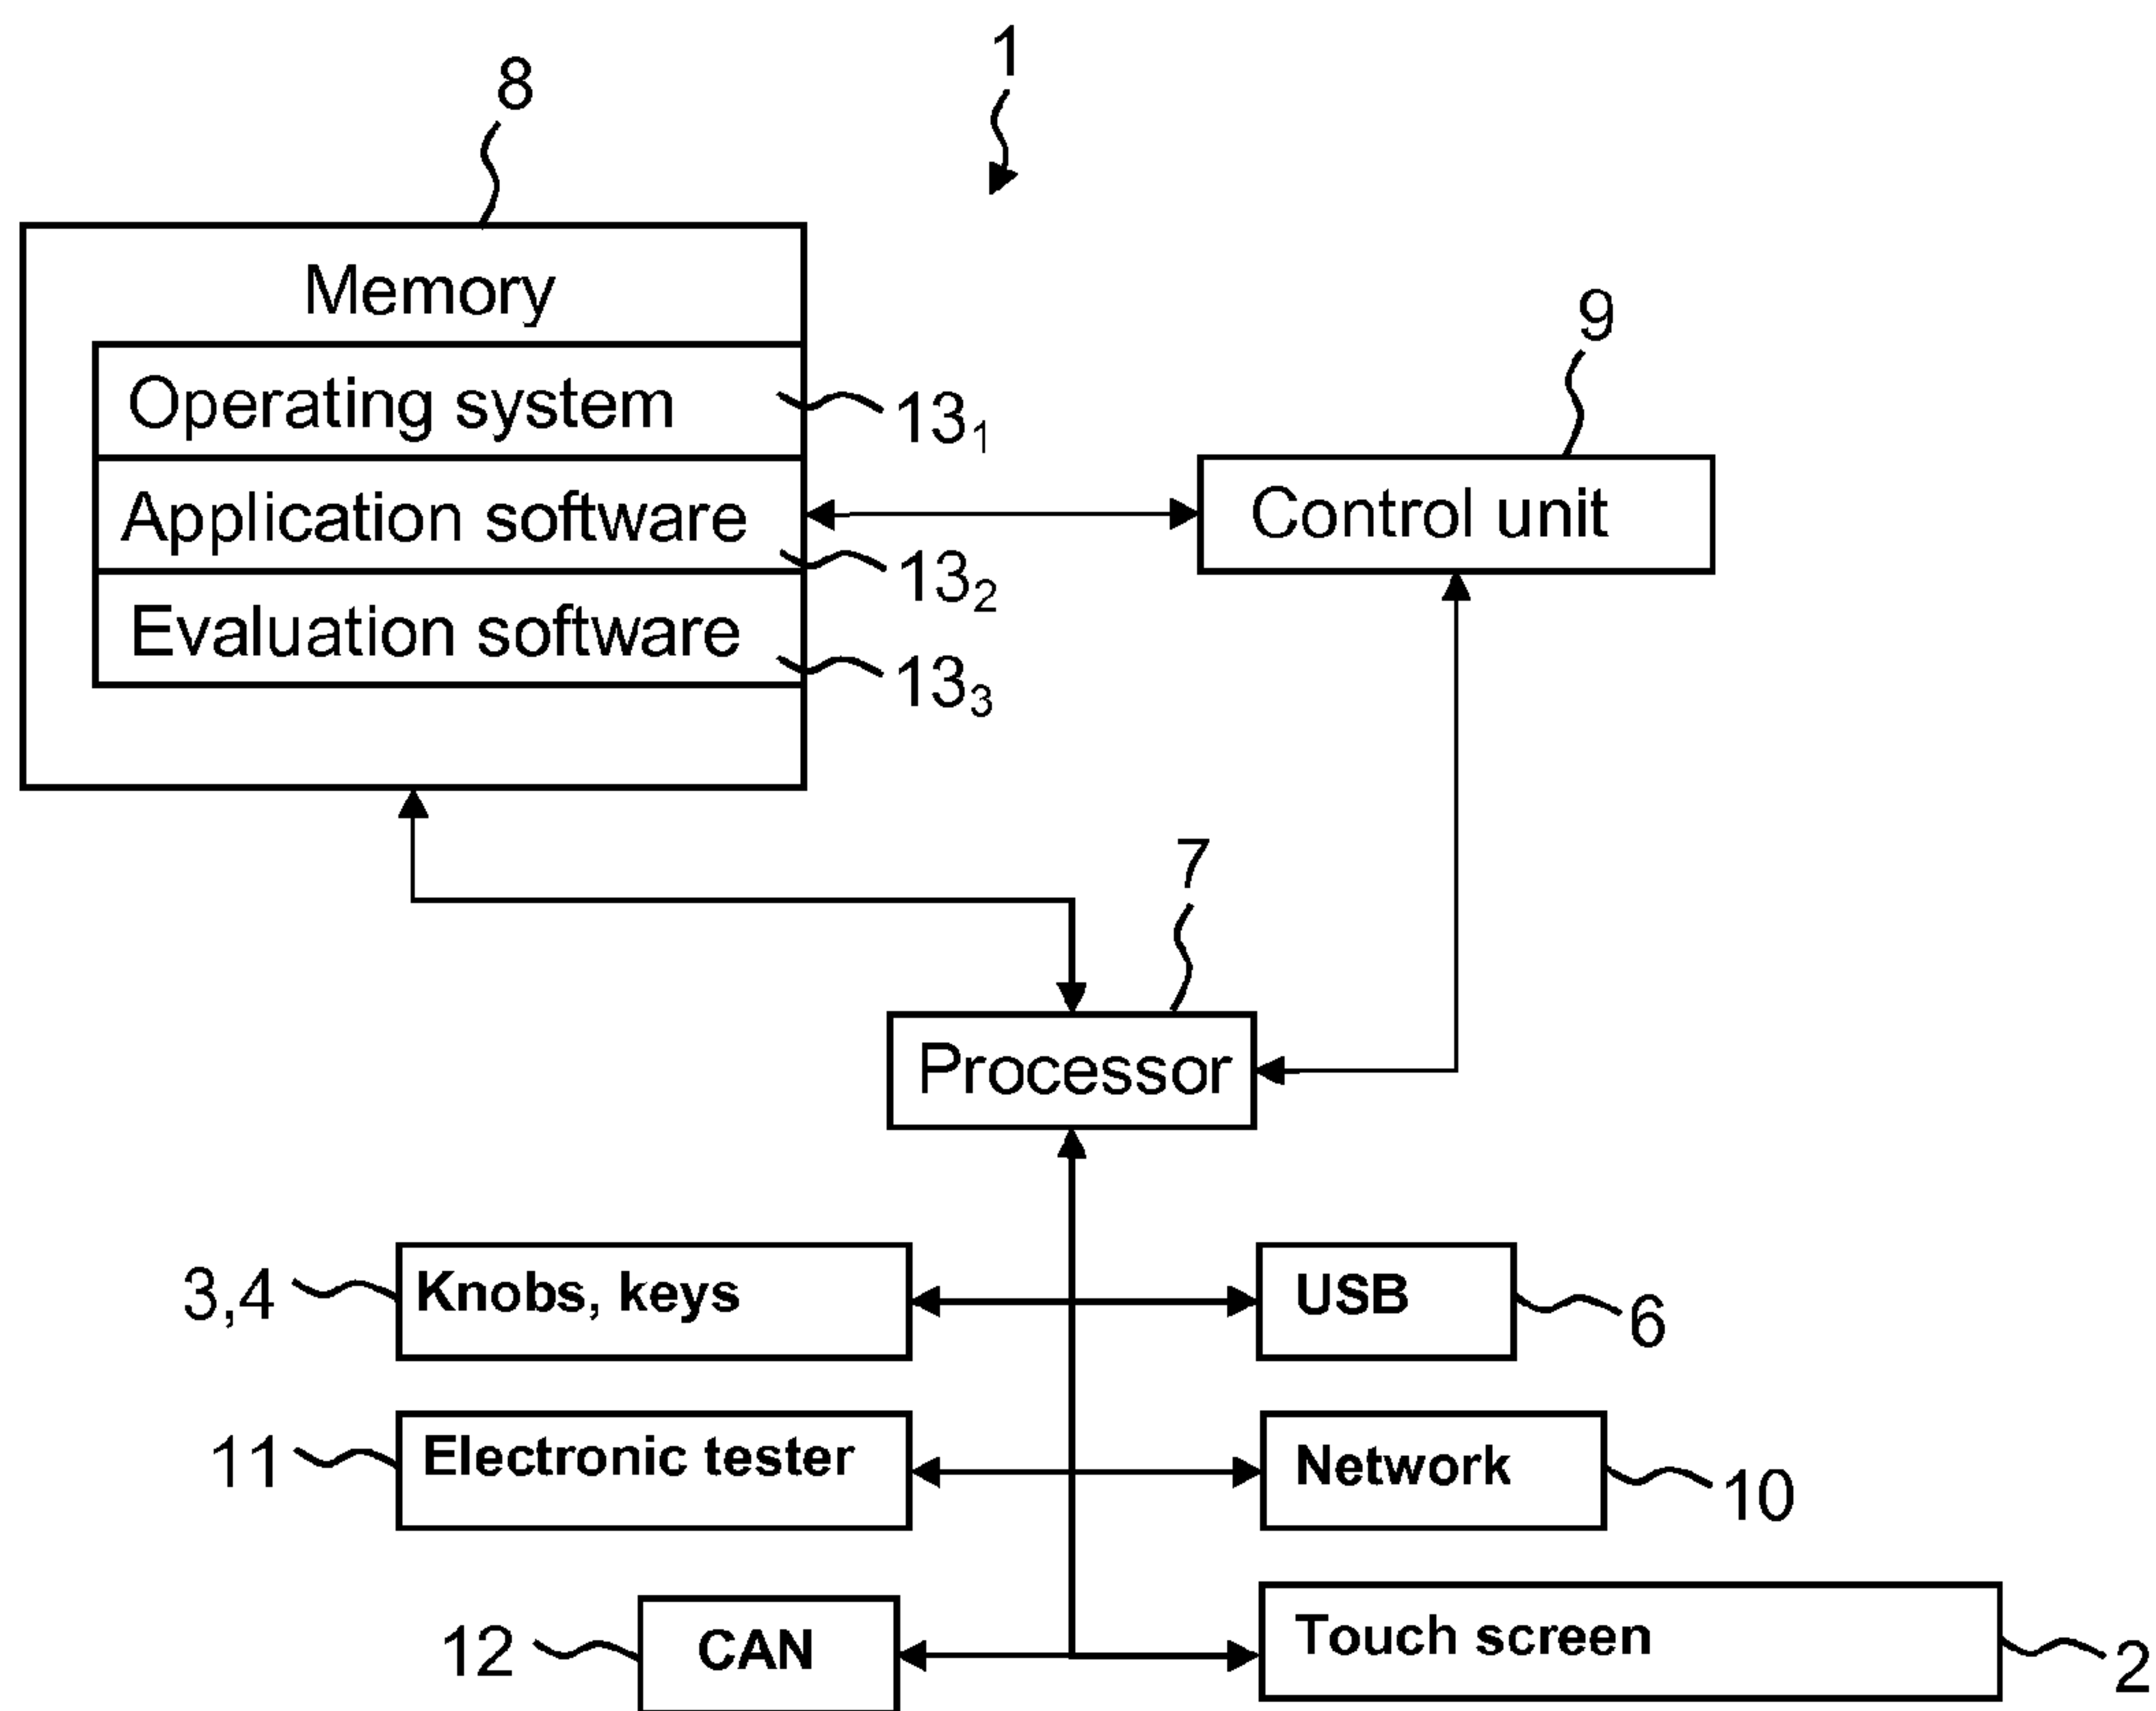 1
8
Memory
9
Operating system
13₁
Application software
Control unit
13₂
Evaluation software
13₃
7
Processor
3,4
Knobs, keys
USB
6
11
Electronic tester
Network
10
12
CAN
Touch screen
2